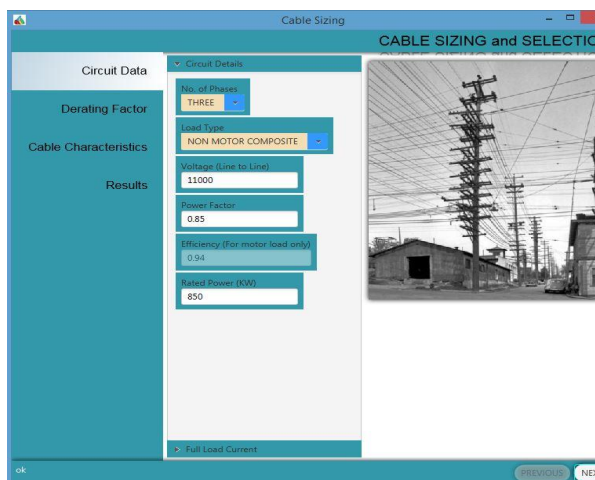 Cable Sizing
CABLE SIZING and SELECTIO
Circuit Data
Derating Factor
Cable Characteristics
Results
Circuit Details
No. of Phases
THREE
Load Type
NON MOTOR COMPOSITE
Voltage (Line to Line)
11000
Power Factor
0.85
Efficiency (For motor load only)
0.94
Rated Power (KW)
850
Full Load Current
ok
PREVIOUS
NEX